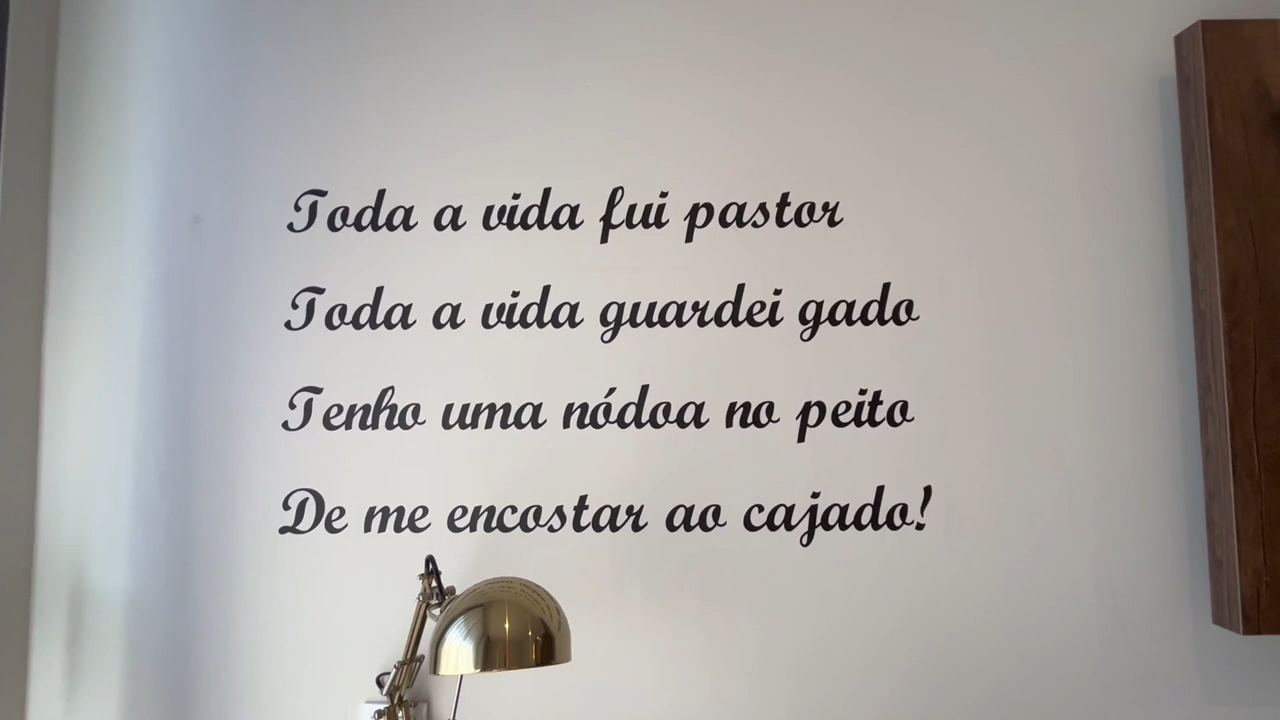 Toda a vida fui pastor
Toda a vida guardei gado
Tenho uma nódoa no peito
De me encostar ao cajado!